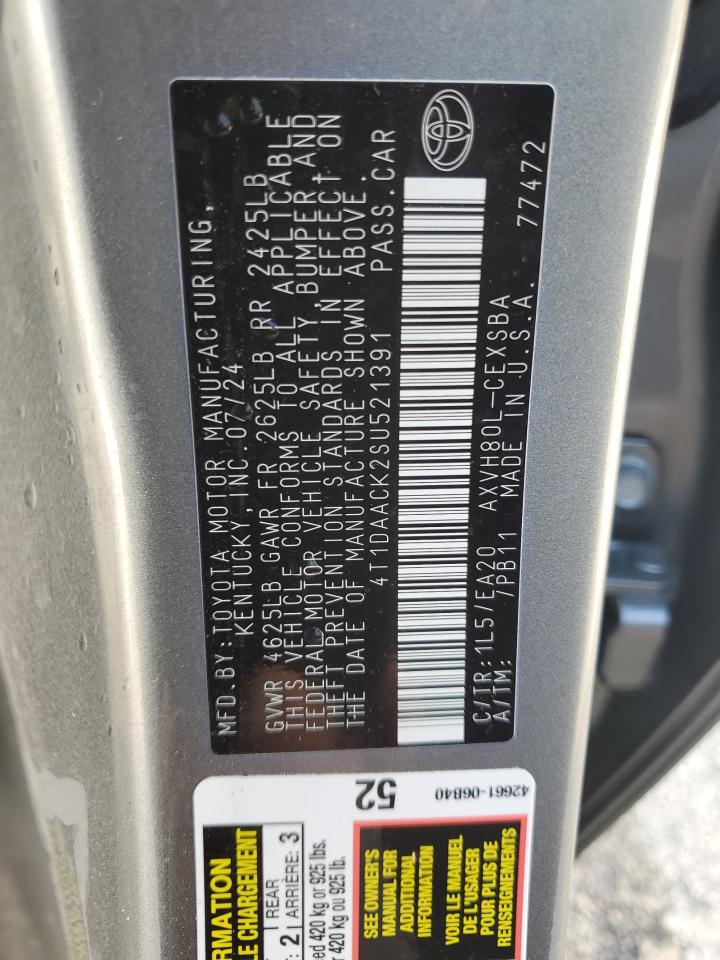 MFD.BY:TOYOTA MOTOR MANUFACTURING,
KENTUCKY, INC. 07/24
GVWR 4625LB GAWR FR 2625LB RR 2425LB
THIS VEHICLE CONFORMS TO ALL APPLICABLE
FEDERAL MOTOR VEHICLE SAFETY, BUMPER AND
THEFT PREVENTION STANDARDS IN EFFECT ON
THE DATE OF MANUFACTURE SHOWN ABOVE.
4T1DAACK2SU521391 PASS.CAR
C/TR:1L5/EA20 AXVH80L-CEXSBA
A/TM: /PB11 MADE IN U.S.A. 77472
52
42661-06B40
RMATION
LE CHARGEMENT
REAR
: 2 ARRIÈRE: 3
ed 420 kg or 925 lbs.
r 420 kg ou 925 lb.
SEE OWNER'S
MANUAL FOR
ADDITIONAL
INFORMATION
VOIR LE MANUEL
DE L'USAGER
POUR PLUS DE
RENSEIGNEMENTS